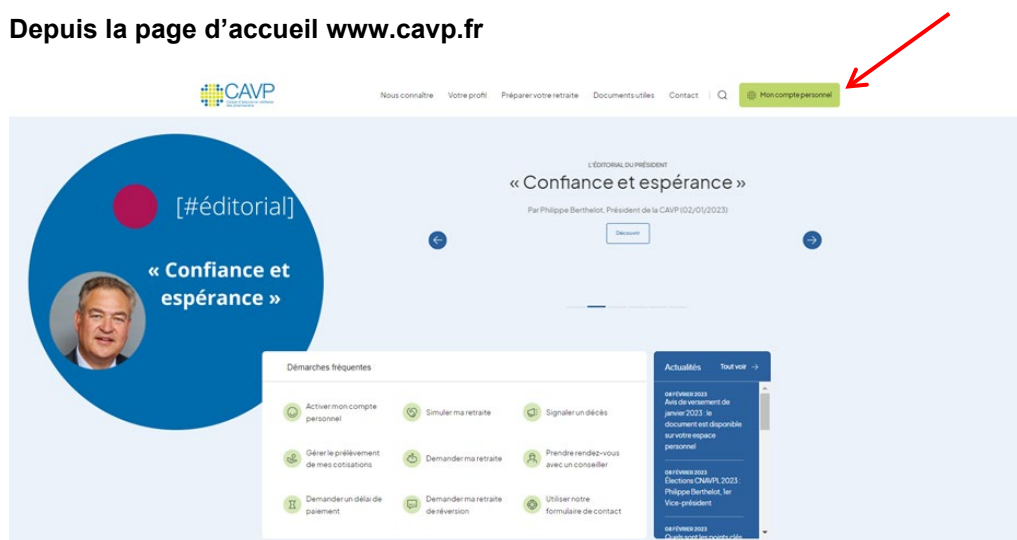 Depuis la page d’accueil www.cavp.fr
CAVP
Nous connaître Votre profil Préparer votre retraite Documents utiles Contact Mon compte personnel
L'ÉDITORIAL DU PRÉSIDENT
« Confiance et espérance »
Par Philippe Berthelot, Président de la CAVP (02/01/2023)
Découvrir
[#éditorial]
« Confiance et
espérance »
Démarches fréquentes
Activer mon compte
personnel
Simuler ma retraite
Signaler un décès
Gérer le prélèvement
de mes cotisations
Demander ma retraite
Prendre rendez-vous
avec un conseiller
Demander un délai de
paiement
Demander ma retraite
de réversion
Utiliser notre
formulaire de contact
Actualités Tout voir →
08 FÉVRIER 2023
Avis de versement de
janvier 2023 : le
document est disponible
sur votre espace
personnel
08 FÉVRIER 2023
Élections CNAVPL 2023 :
Philippe Berthelot, 1er
Vice-président
08 FÉVRIER 2023
Quels sont les points clés